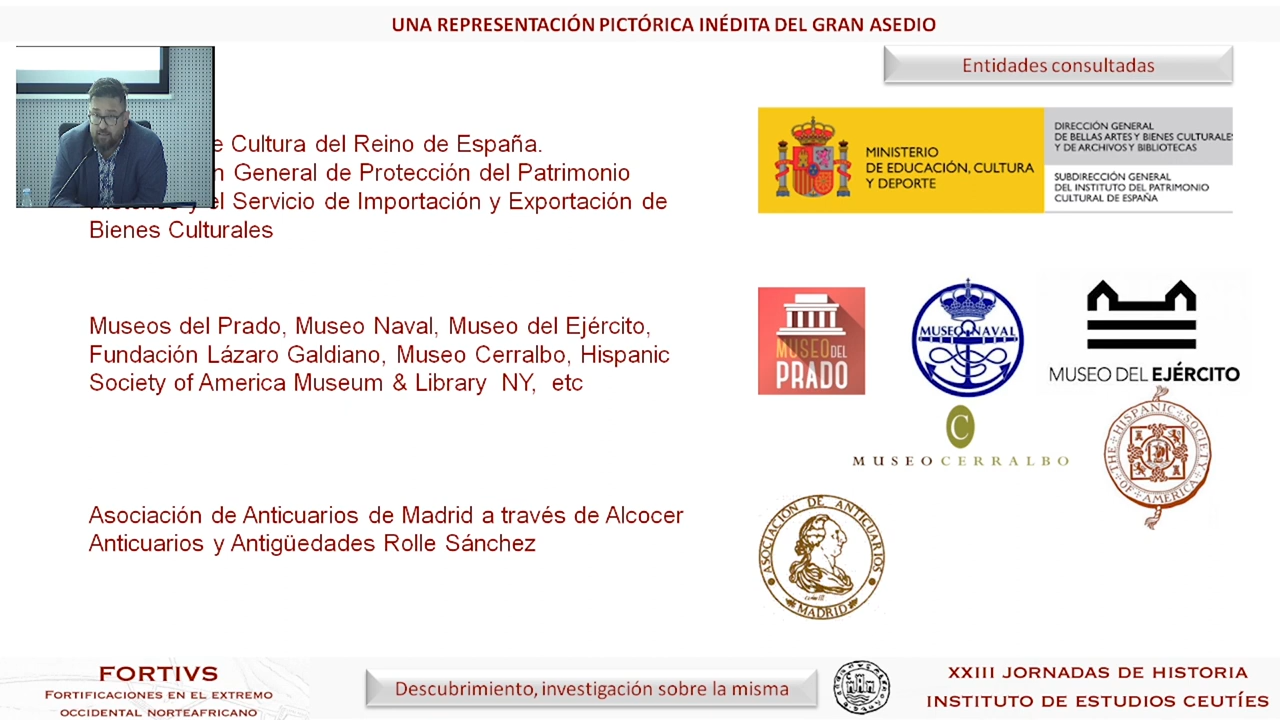 UNA REPRESENTACIÓN PICTÓRICA INÉDITA DEL GRAN ASEDIO
Entidades consultadas
e Cultura del Reino de España.
n General de Protección del Patrimonio
y el Servicio de Importación y Exportación de
Bienes Culturales
MINISTERIO
DE EDUCACIÓN, CULTURA
Y DEPORTE
DIRECCIÓN GENERAL
DE BELLAS ARTES Y BIENES CULTURALES
Y DE ARCHIVOS Y BIBLIOTECAS
SUBDIRECCIÓN GENERAL
DEL INSTITUTO DEL PATRIMONIO
CULTURAL DE ESPAÑA
Museos del Prado, Museo Naval, Museo del Ejército,
Fundación Lázaro Galdiano, Museo Cerralbo, Hispanic
Society of America Museum & Library NY, etc
MUSEO DEL
PRADO
MUSEO NAVAL
MUSEO DEL EJÉRCITO
C
MUSEOCERRALBO
THE HISPANIC SOCIETY
OF AMERICA
Asociación de Anticuarios de Madrid a través de Alcocer
Anticuarios y Antigüedades Rolle Sánchez
ASOCIACIÓN DE ANTICUARIOS
MADRID
FORTIVS
FORTIFICACIONES EN EL EXTREMO
OCCIDENTAL NORTEAFRICANO
Descubrimiento, investigación sobre la misma
XXIII JORNADAS DE HISTORIA
INSTITUTO DE ESTUDIOS CEUTÍES